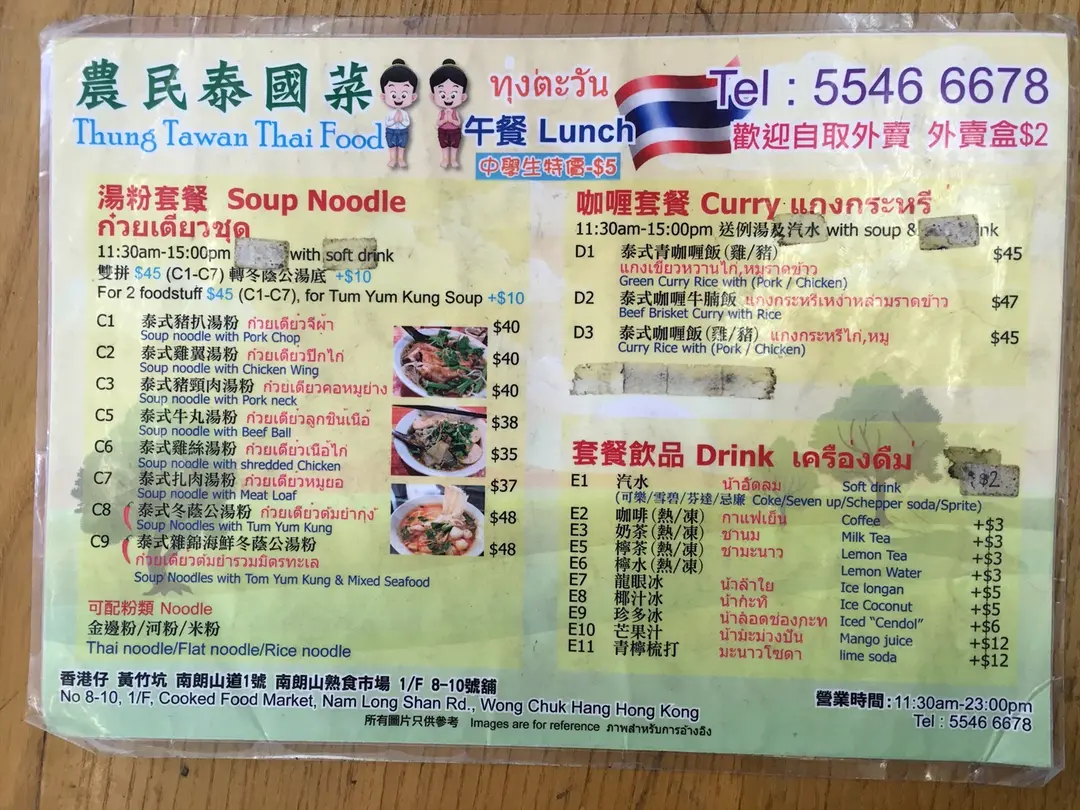 農民泰國菜
Thung Tawan Thai Food
ทุ่งตะวัน
午餐 Lunch
中學生特價-$5
Tel : 5546 6678
歡迎自取外賣 外賣盒$2
湯粉套餐 Soup Noodle
ก๋วยเตี๋ยวชุด
11:30am-15:00pm with soft drink
雙拼 $45 (C1-C7) 轉冬蔭公湯底 +$10
For 2 foodstuff $45 (C1-C7), for Tum Yum Kung Soup +$10
C1 泰式豬扒湯粉 ก๋วยเตี๋ยวจีผ้า $40
Soup noodle with Pork Chop
C2 泰式雞翼湯粉 ก๋วยเตี๋ยวปีกไก่ $40
Soup noodle with Chicken Wing
C3 泰式豬頸肉湯粉 ก๋วยเตี๋ยวคอหมูย่าง $40
Soup noodle with Pork neck
C5 泰式牛丸湯粉 ก๋วยเตี๋ยวลูกชิ้นเนื้อ $38
Soup noodle with Beef Ball
C6 泰式雞絲湯粉 ก๋วยเตี๋ยวเนื้อไก่ $35
Soup noodle with shredded Chicken
C7 泰式扎肉湯粉 ก๋วยเตี๋ยวหมูยอ $37
Soup noodle with Meat Loaf
C8 泰式冬蔭公湯粉 ก๋วยเตี๋ยวต้มยำกุ้ง $48
Soup Noodles with Tum Yum Kung
C9 泰式雜錦海鮮冬蔭公湯粉 $48
ก๋วยเตี๋ยวต้มยำรวมมิตรทะเล
Soup Noodles with Tom Yum Kung & Mixed Seafood
可配粉類 Noodle
金邊粉/河粉/米粉
Thai noodle/Flat noodle/Rice noodle
咖喱套餐 Curry แกงกระหรี่
11:30am-15:00pm 送例湯及汽水 with soup & ink
D1 泰式青咖喱飯(雞/豬) $45
แกงเขียวหวานไก่,หมูราดข้าว
Green Curry Rice with (Pork / Chicken)
D2 泰式咖喱牛腩飯 แกงกระหรี่เหง้าหล่ามราดข้าว $47
Beef Brisket Curry with Rice
D3 泰式咖喱飯(雞/豬) แกงกระหรี่ไก่,หมู $45
Curry Rice with (Pork / Chicken)
套餐飲品 Drink เครื่องดื่ม
E1 汽水 น้ำอัดลม Soft drink $2
(可樂/雪碧/芬達/忌廉 Coke/Seven up/Schepper soda/Sprite)
E2 咖啡(熱/凍) กาแฟเย็น Coffee +$3
E3 奶茶(熱/凍) ชานม Milk Tea +$3
E5 檸茶(熱/凍) ชามะนาว Lemon Tea +$3
E6 檸水(熱/凍) Lemon Water +$3
E7 龍眼冰 น้ำลำใย Ice longan +$5
E8 椰汁冰 น้ำกะทิ Ice Coconut +$5
E9 珍多冰 น้ำลอดช่องกะท Iced "Cendol" +$6
E10 芒果汁 น้ำมะม่วงปั่น Mango juice +$12
E11 青檸梳打 มะนาวโซดา lime soda +$12
香港仔 黃竹坑 南朗山道1號 南朗山熟食市場 1/F 8-10號舖
No 8-10, 1/F, Cooked Food Market, Nam Long Shan Rd., Wong Chuk Hang Hong Kong
所有圖片只供參考 Images are for reference ภาพสำหรับการอ้างอิง
營業時間:11:30am-23:00pm
Tel : 5546 6678